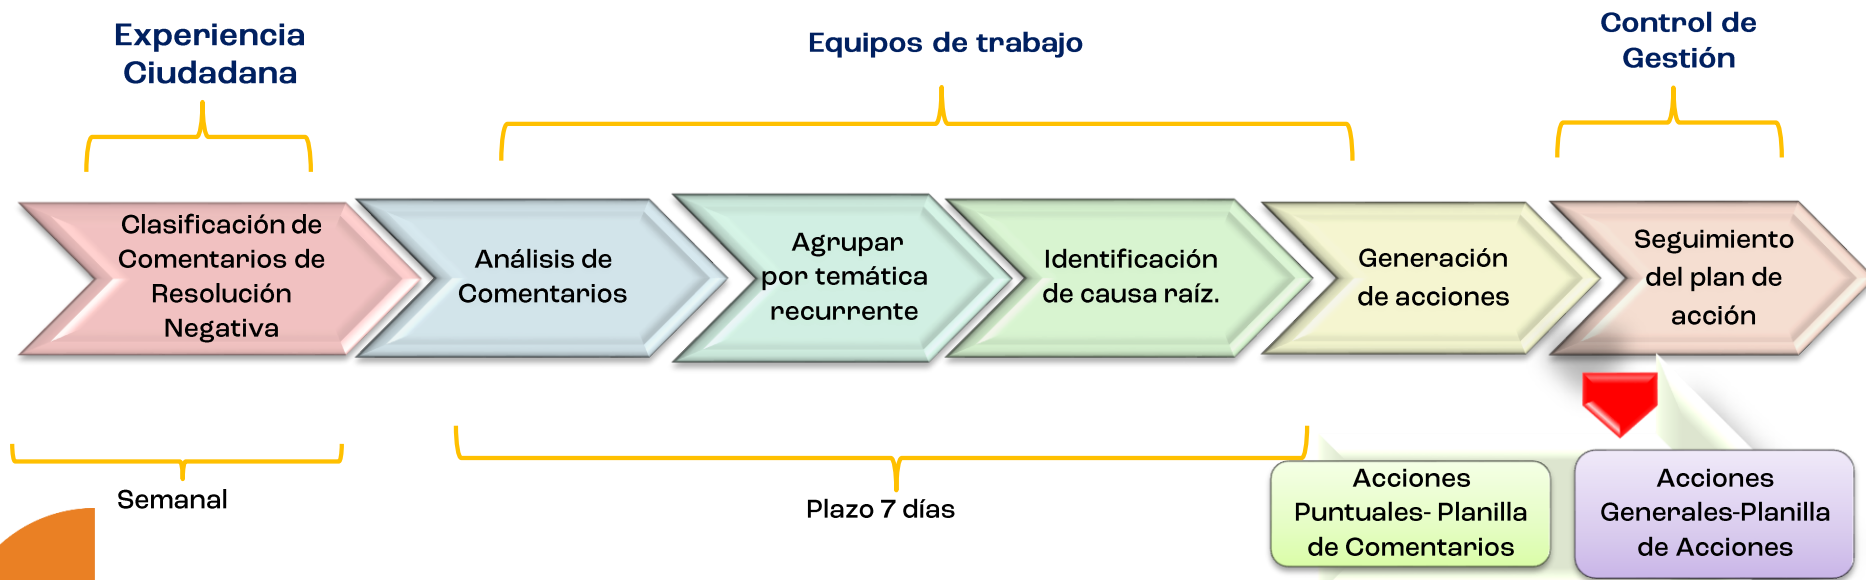 Experiencia
Ciudadana
Equipos de trabajo
Control de
Gestión
Clasificación de
Comentarios de
Resolución
Negativa
Análisis de
Comentarios
Agrupar
por temática
recurrente
Identificación
de causa raíz.
Generación
de acciones
Seguimiento
del plan de
acción
Semanal
Plazo 7 días
Acciones
Puntuales- Planilla
de Comentarios
Acciones
Generales-Planilla
de Acciones